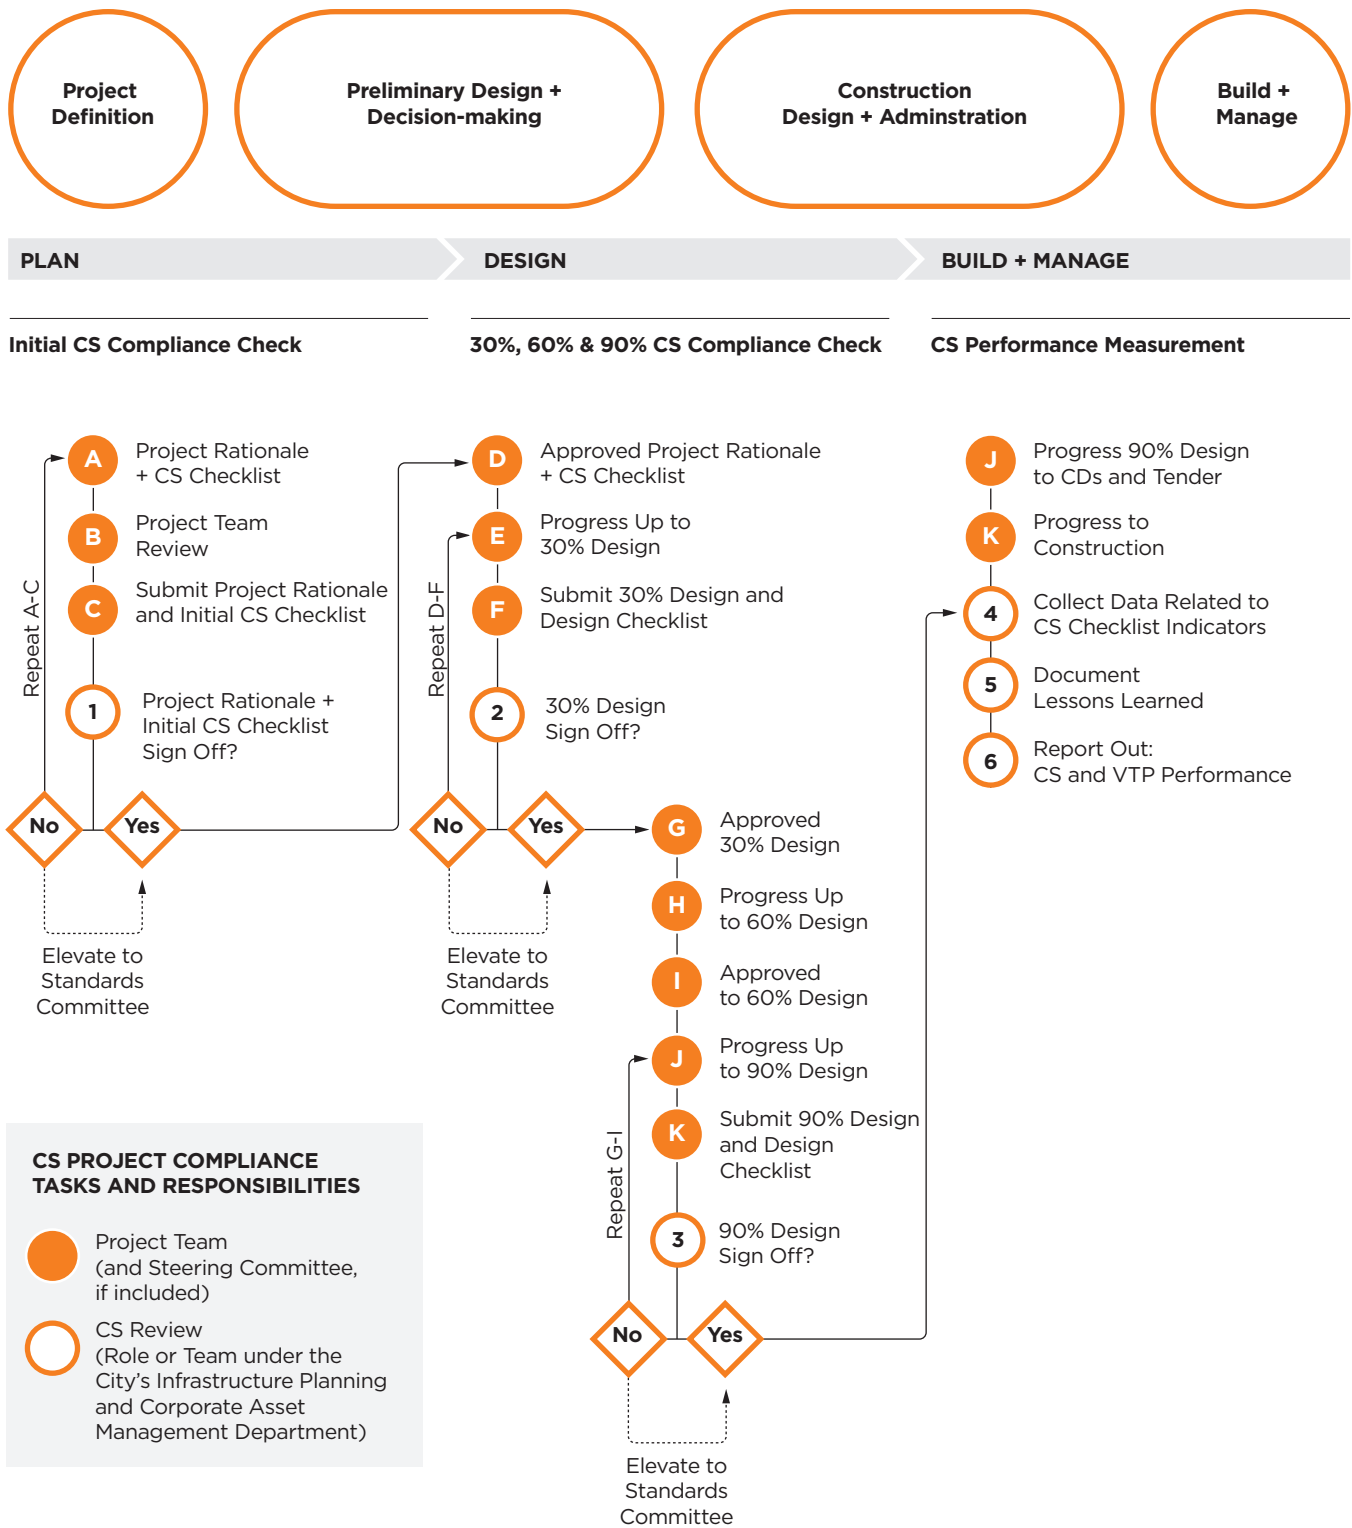 Project
Definition
Preliminary Design +
Decision-making
Construction
Design + Adminstration
Build +
Manage
PLAN
DESIGN
BUILD + MANAGE
Initial CS Compliance Check
30%, 60% & 90% CS Compliance Check
CS Performance Measurement
Repeat A-C
A
Project Rationale
+ CS Checklist
B
Project Team
Review
C
Submit Project Rationale
and Initial CS Checklist
1
Project Rationale +
Initial CS Checklist
Sign Off?
No
Yes
Elevate to
Standards
Committee
Repeat D-F
D
Approved Project Rationale
+ CS Checklist
E
Progress Up to
30% Design
F
Submit 30% Design and
Design Checklist
2
30% Design
Sign Off?
No
Yes
Elevate to
Standards
Committee
G
Approved
30% Design
H
Progress Up
to 60% Design
I
Approved
to 60% Design
Repeat G-I
J
Progress Up
to 90% Design
K
Submit 90% Design
and Design
Checklist
3
90% Design
Sign Off?
No
Yes
Elevate to
Standards
Committee
J
Progress 90% Design
to CDs and Tender
K
Progress to
Construction
4
Collect Data Related to
CS Checklist Indicators
5
Document
Lessons Learned
6
Report Out:
CS and VTP Performance
CS PROJECT COMPLIANCE
TASKS AND RESPONSIBILITIES
Project Team
(and Steering Committee,
if included)
CS Review
(Role or Team under the
City's Infrastructure Planning
and Corporate Asset
Management Department)